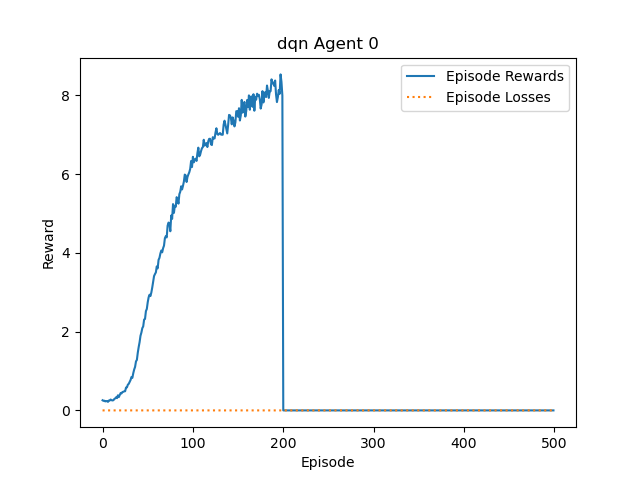 dqn Agent 0
Episode Rewards
Episode Losses
8
6
4
2
0
Reward
0 100 200 300 400 500
Episode